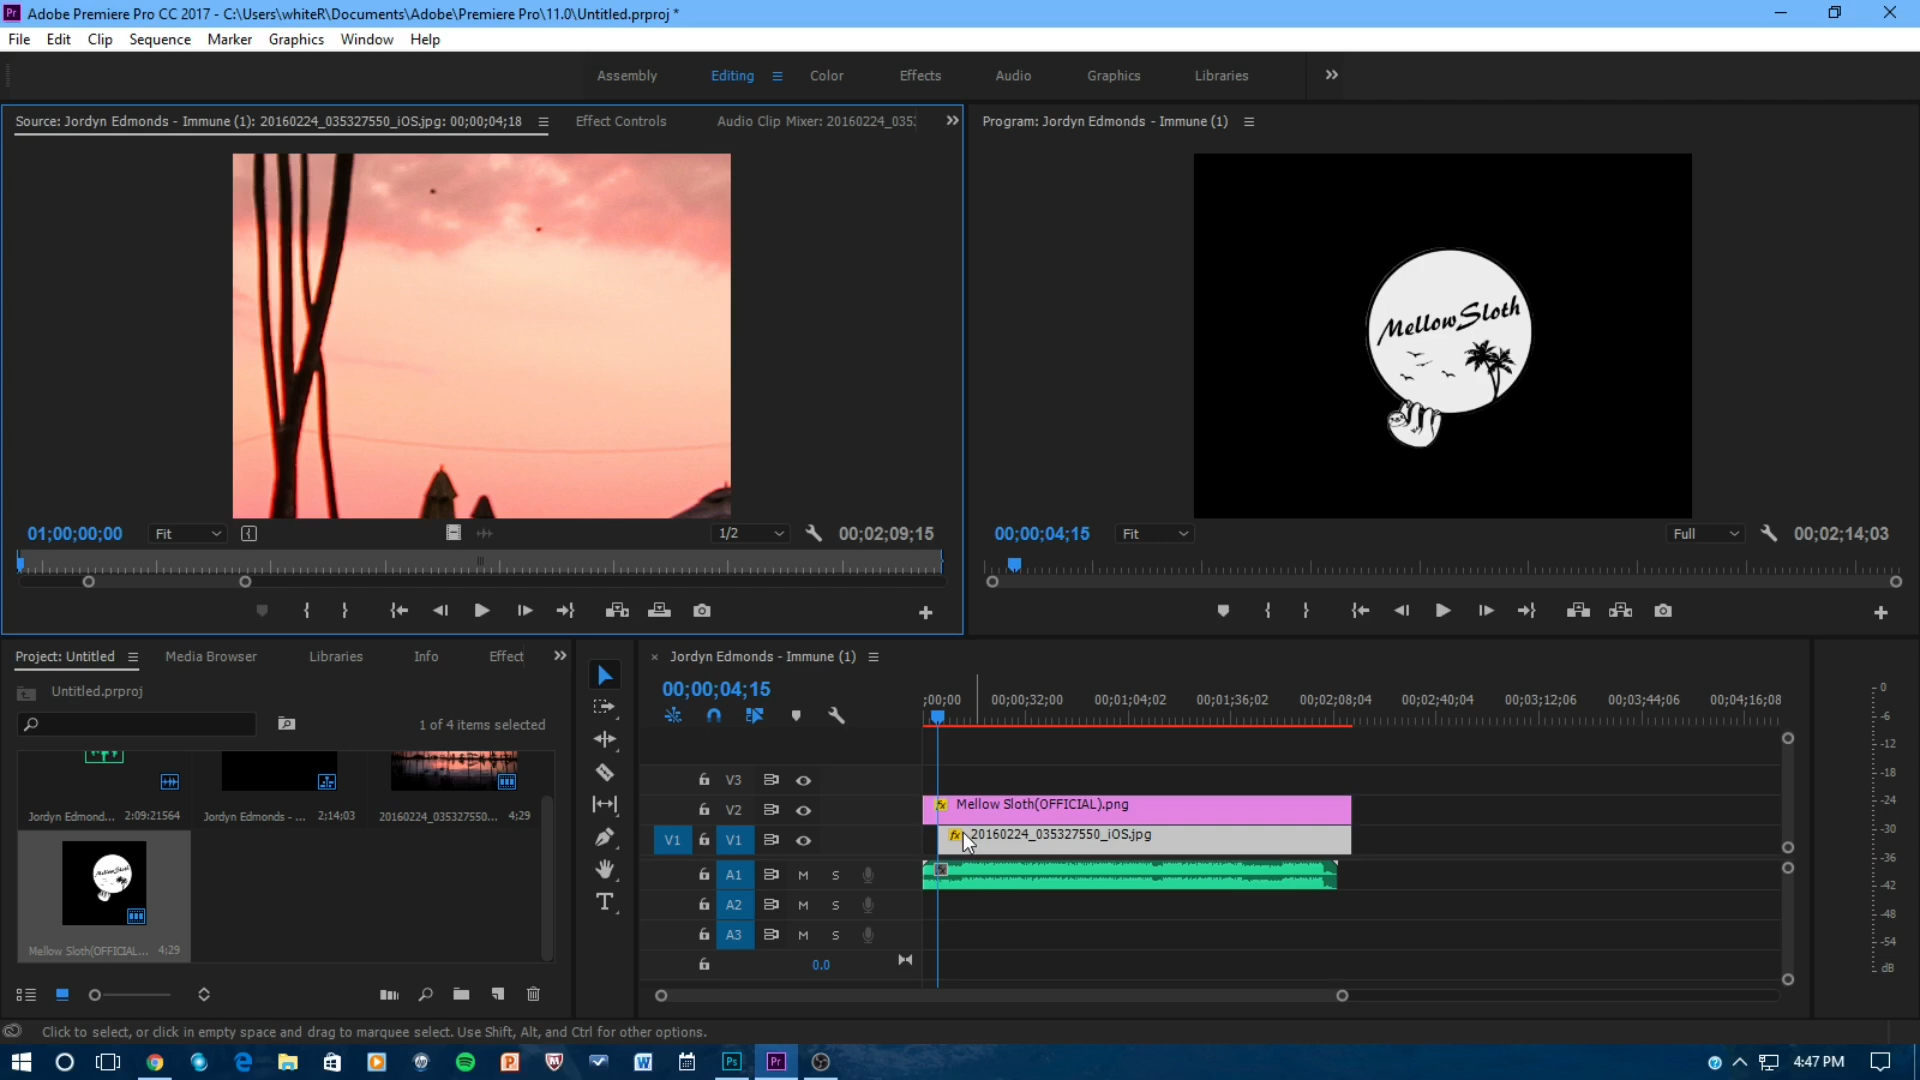 Adobe Premiere Pro CC 2017 - C:\Users\whiteR\Documents\Adobe\Premiere Pro\11.0\Untitled.prproj *
File Edit Clip Sequence Marker Graphics Window Help
Assembly Editing Color Effects Audio Graphics Libraries
Source: Jordyn Edmonds - Immune (1): 20160224_035327550_iOS.jpg: 00;00;04;18 Effect Controls Audio Clip Mixer: 20160224_035:
Program: Jordyn Edmonds - Immune (1)
MellowSloth
01;00;00;00 Fit 1/2 00;02;09;15
00;00;04;15 Fit Full 00;02;14;03
Project: Untitled Media Browser Libraries Info Effect
Untitled.prproj
1 of 4 items selected
Jordyn Edmond... 2:09:21564
Jordyn Edmonds - ... 2;14;03
20160224_035327550... 4;29
MellowSloth
Mellow Sloth(OFFICIAL... 4;29
Jordyn Edmonds - Immune (1)
00;00;04;15
;00;00 00;00;32;00 00;01;04;02 00;01;36;02 00;02;08;04 00;02;40;04 00;03;12;06 00;03;44;06 00;04;16;08
V3
V2 fx Mellow Sloth(OFFICIAL).png
V1 V1 fx 20160224_035327550_iOS.jpg
A1 M S
A2 M S
A3 M S
0.0
0
-6
-12
-18
-24
-30
-36
-42
-48
-54
dB
Click to select, or click in empty space and drag to marquee select. Use Shift, Alt, and Ctrl for other options.
4:47 PM